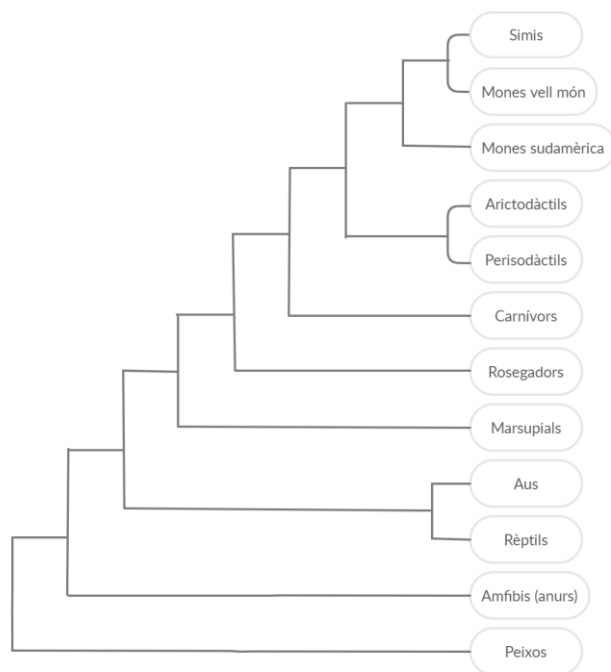 Simis
Mones vell món
Mones sudamèrica
Arictodàctils
Perisodàctils
Carnívors
Rosegadors
Marsupials
Aus
Rèptils
Amfibis (anurs)
Peixos